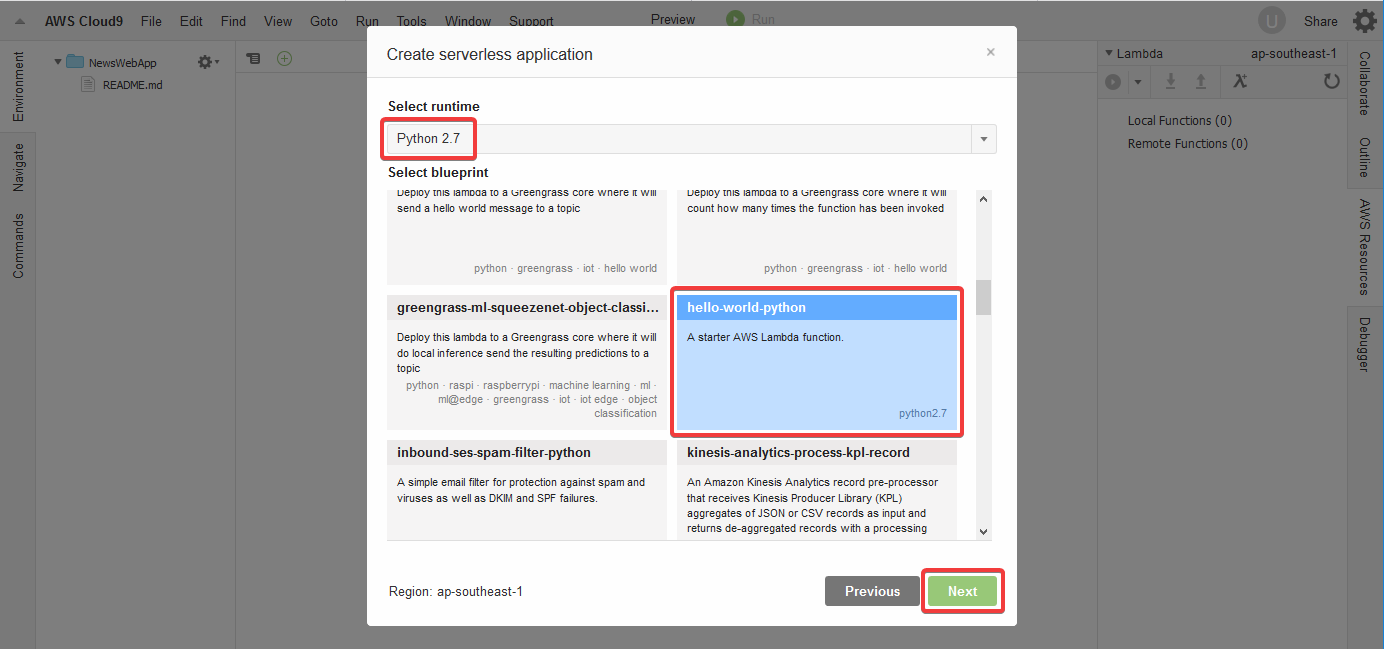 AWS Cloud9 File Edit Find View Goto Run Tools Window Support Preview Run U Share
Environment
Navigate
Commands
NewsWebApp
README.md
Create serverless application ×
Select runtime
Python 2.7
Select blueprint
Deploy this lambda to a Greengrass core where it will
send a hello world message to a topic
python · greengrass · iot · hello world
Deploy this lambda to a Greengrass core where it will
count how many times the function has been invoked
python · greengrass · iot · hello world
greengrass-ml-squeezenet-object-classi...
Deploy this lambda to a Greengrass core where it will
do local inference send the resulting predictions to a
topic
python · raspi · raspberrypi · machine learning · ml ·
ml@edge · greengrass · iot · iot edge · object
classification
hello-world-python
A starter AWS Lambda function.
python2.7
inbound-ses-spam-filter-python
A simple email filter for protection against spam and
viruses as well as DKIM and SPF failures.
kinesis-analytics-process-kpl-record
An Amazon Kinesis Analytics record pre-processor
that receives Kinesis Producer Library (KPL)
aggregates of JSON or CSV records as input and
returns de-aggregated records with a processing
Region: ap-southeast-1
Previous
Next
Lambda ap-southeast-1
Local Functions (0)
Remote Functions (0)
Collaborate
Outline
AWS Resources
Debugger